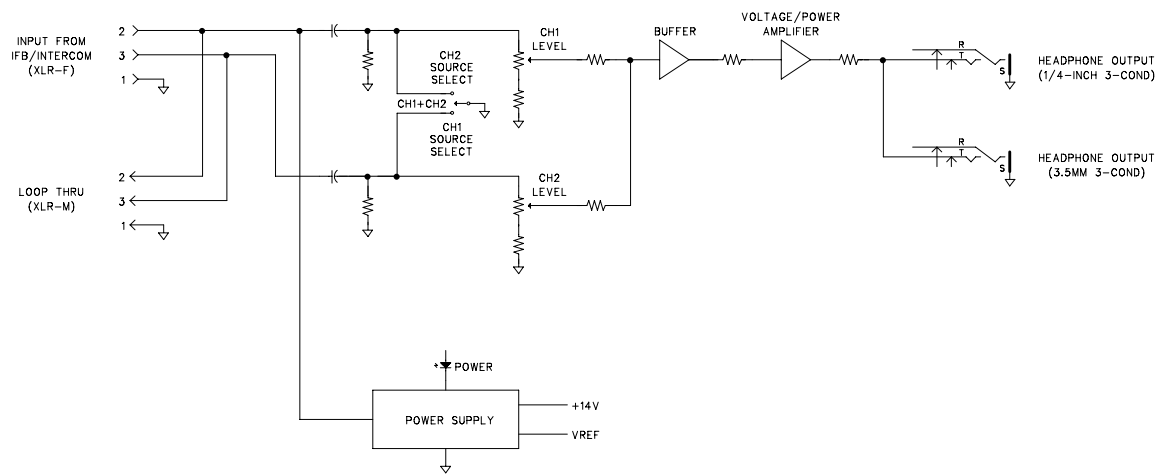 INPUT FROM
IFB/INTERCOM
(XLR-F)
2
3
1
LOOP THRU
(XLR-M)
2
3
1
CH2
SOURCE
SELECT
CH1+CH2
CH1
SOURCE
SELECT
CH1
LEVEL
CH2
LEVEL
BUFFER
VOLTAGE/POWER
AMPLIFIER
R
T
S
HEADPHONE OUTPUT
(1/4-INCH 3-COND)
R
T
S
HEADPHONE OUTPUT
(3.5MM 3-COND)
POWER
POWER SUPPLY
+14V
VREF